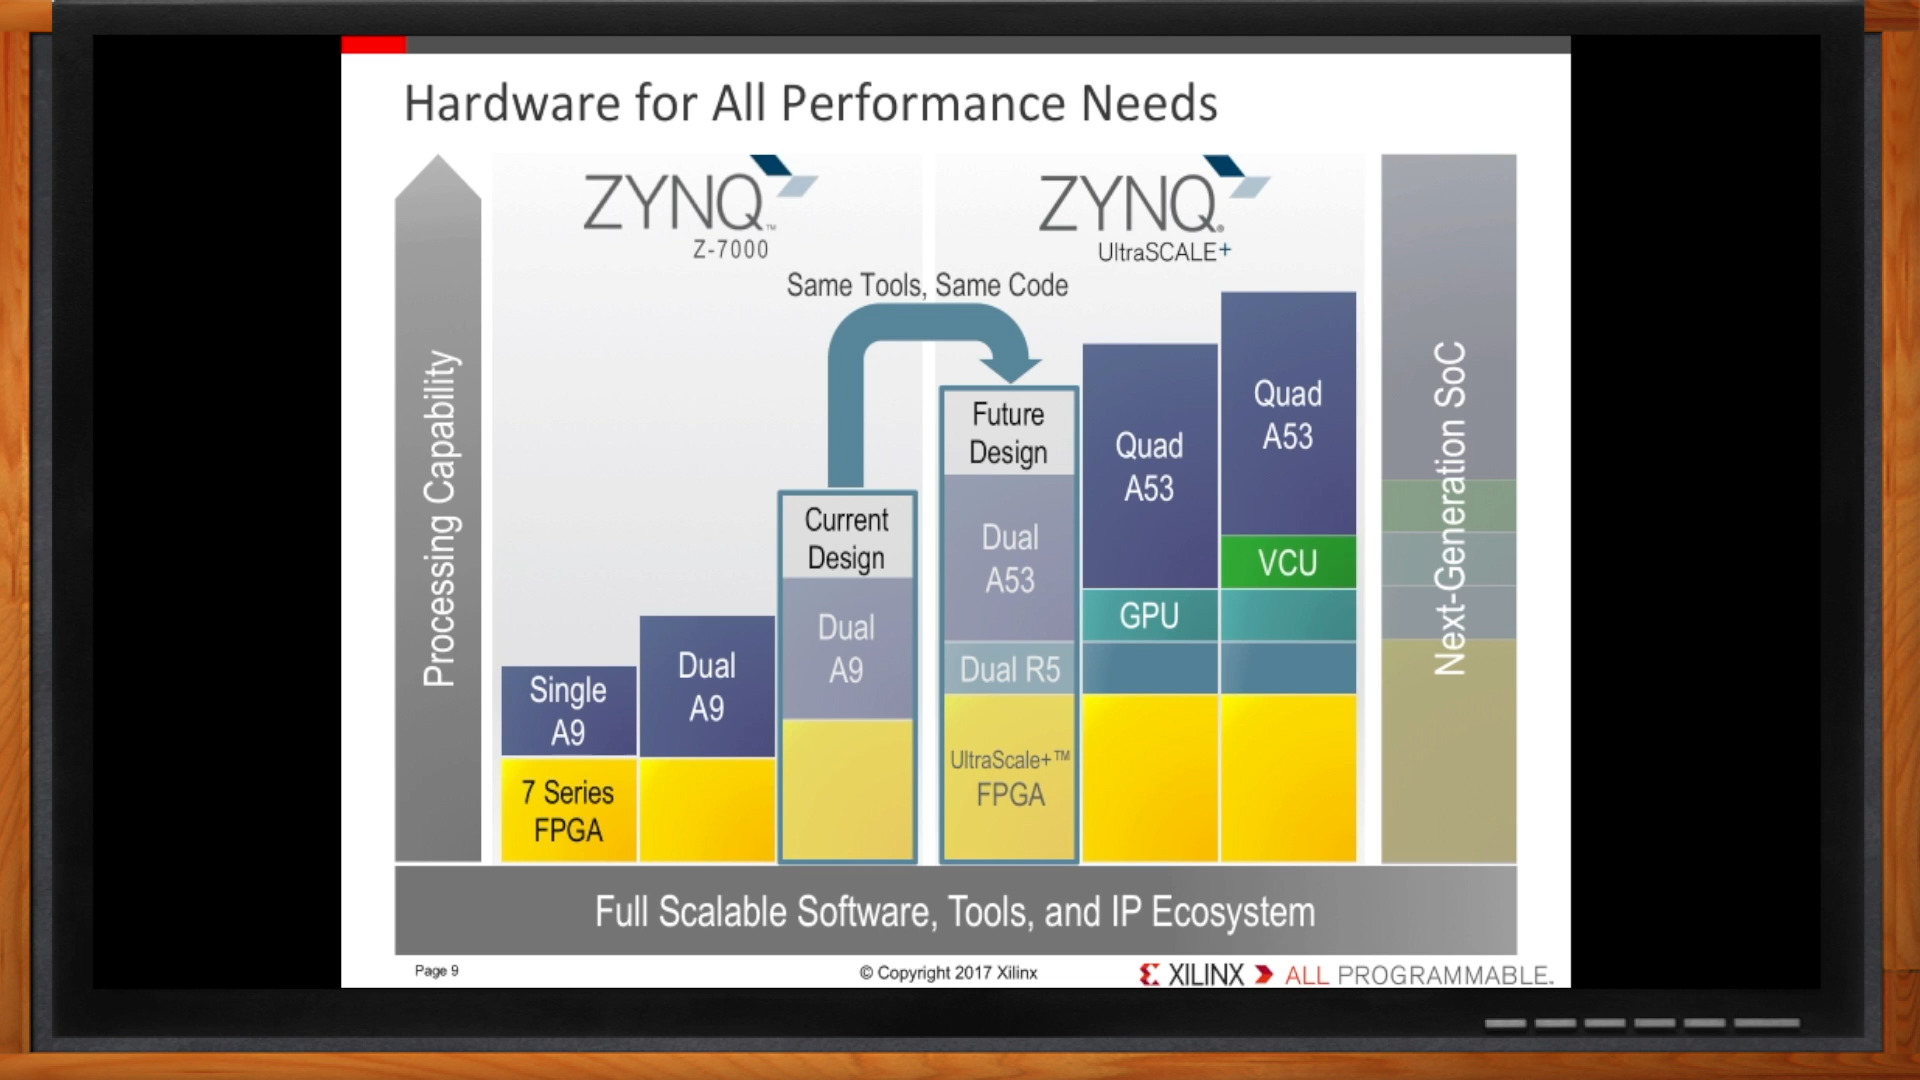 Hardware for All Performance Needs
ZYNQ™
Z-7000
ZYNQ®
UltraSCALE+
Same Tools, Same Code
Processing Capability
Single
A9
7 Series
FPGA
Dual
A9
Current
Design
Dual
A9
Future
Design
Dual
A53
Dual R5
UltraScale+™
FPGA
Quad
A53
GPU
Quad
A53
VCU
Next-Generation SoC
Full Scalable Software, Tools, and IP Ecosystem
Page 9
© Copyright 2017 Xilinx
XILINX ALL PROGRAMMABLE.